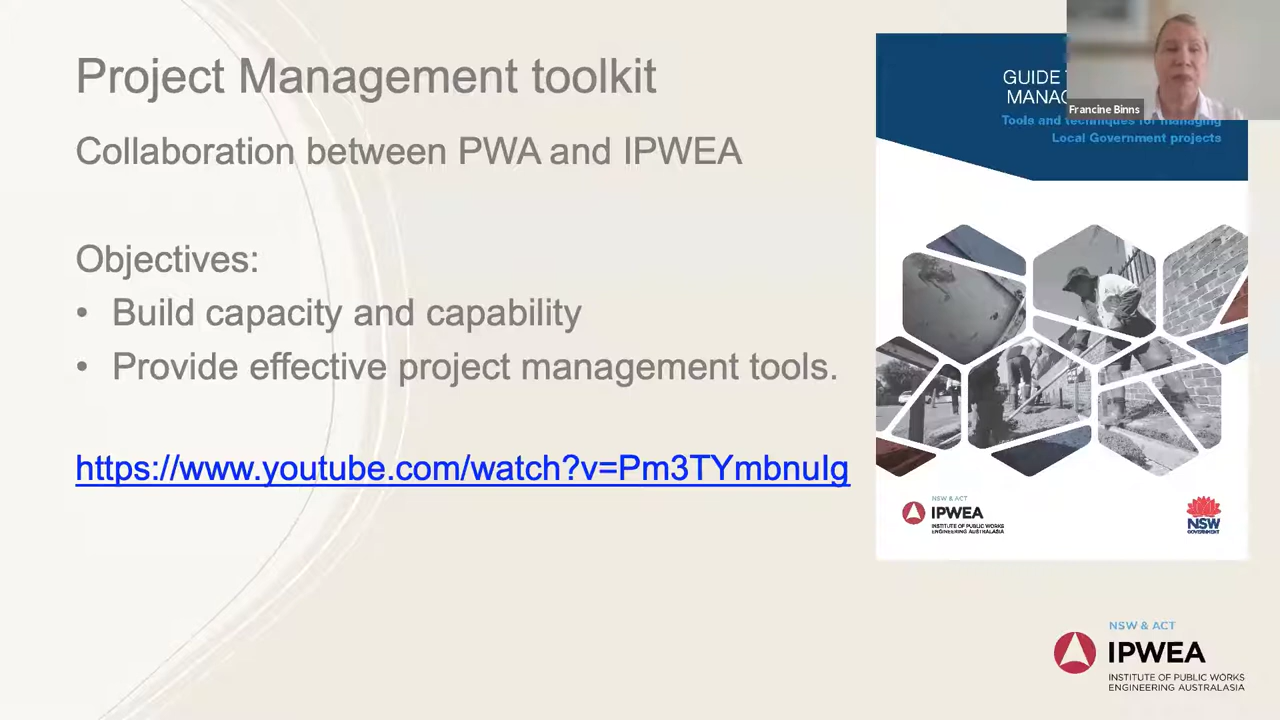 Project Management toolkit
Collaboration between PWA and IPWEA
Objectives:
• Build capacity and capability
• Provide effective project management tools.
https://www.youtube.com/watch?v=Pm3TYmbnuIg
GUIDE
MANAG
Francine Binns
Tools and techniques for managing
Local Government projects
NSW & ACT
IPWEA
INSTITUTE OF PUBLIC WORKS
ENGINEERING AUSTRALASIA
NSW
GOVERNMENT
NSW & ACT
IPWEA
INSTITUTE OF PUBLIC WORKS
ENGINEERING AUSTRALASIA